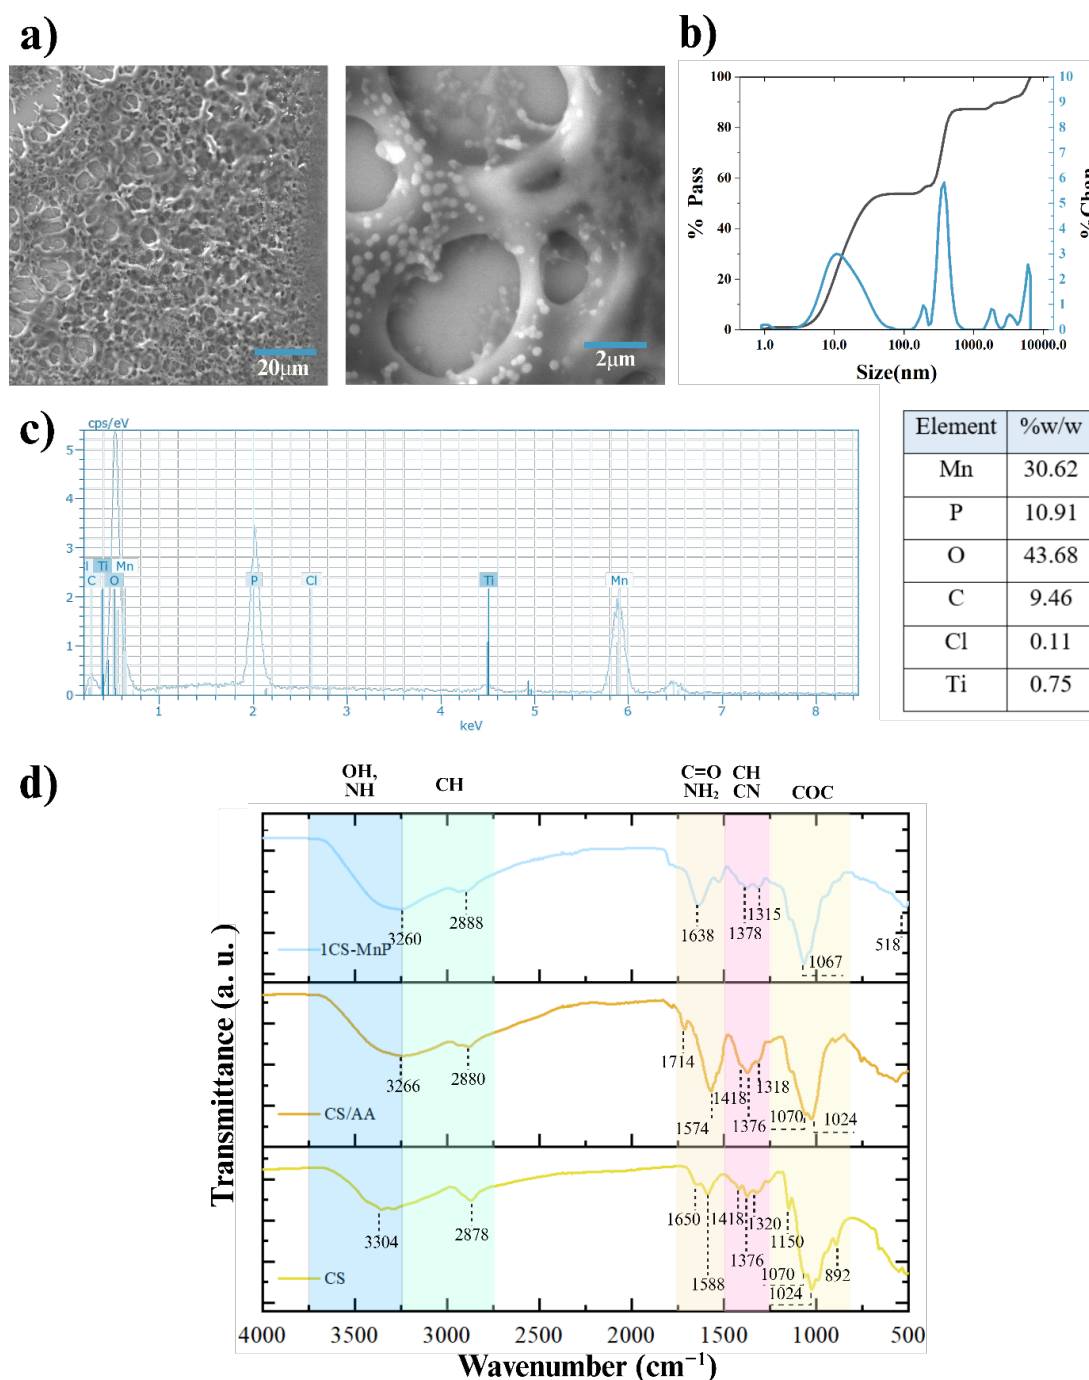 a)
20μm
2μm
b)
100
80
60
40
20
0
% Pass
10
9
8
7
6
5
4
3
2
1
0
%Chan
1.0 10.0 100.0 1000.0 10000.0
Size(nm)
c)
cps/eV
5
4
3
2
1
0
Ti Mn
C O P Cl Ti Mn
1 2 3 4 5 6 7 8
keV
Element %w/w
Mn 30.62
P 10.91
O 43.68
C 9.46
Cl 0.11
Ti 0.75
d)
OH,
NH
CH
C=O
NH₂
CH
CN
COC
3260
2888
1638
1378
1315
1067
518
1CS-MnP
3266
2880
1714
1574
1418
1376
1318
1070
1024
CS/AA
3304
2878
1650
1588
1418
1376
1320
1150
1070
1024
892
CS
Transmittance (a. u.)
4000 3500 3000 2500 2000 1500 1000 500
Wavenumber (cm⁻¹)